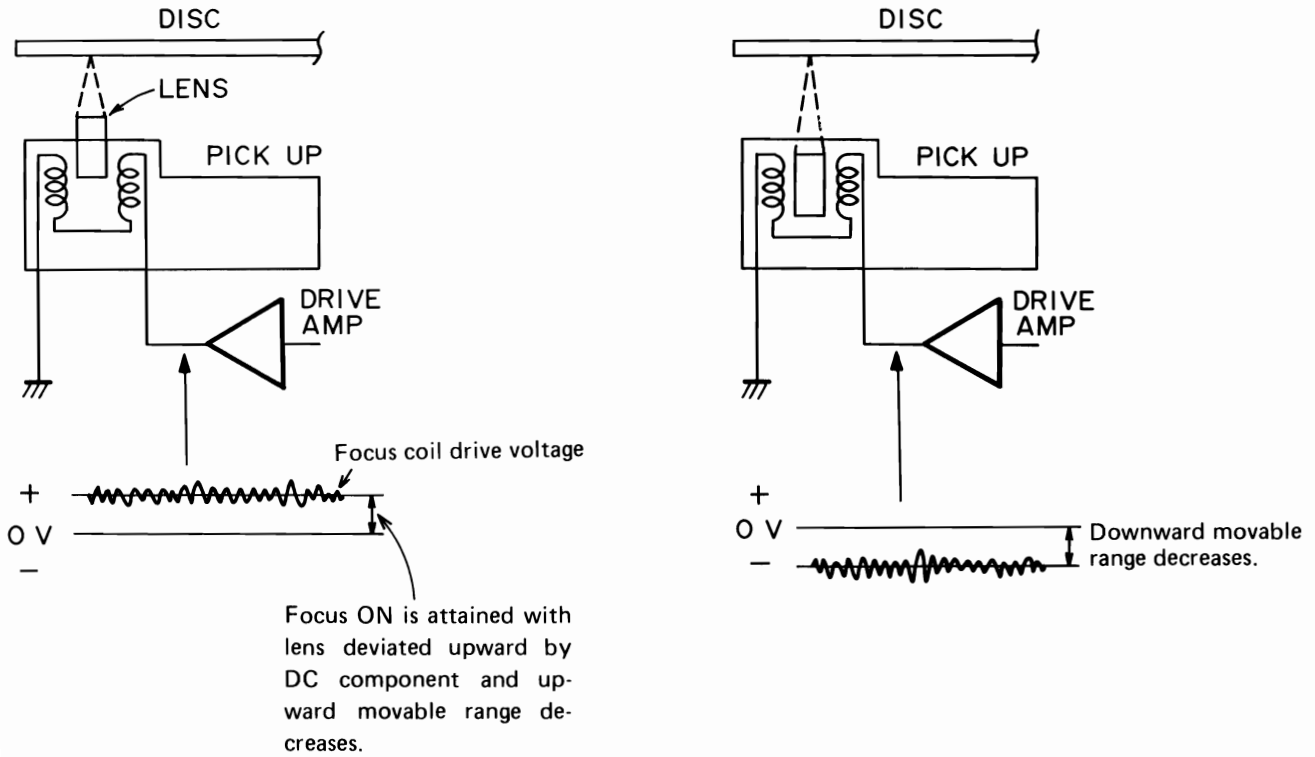 DISC
LENS
PICK UP
DRIVE
AMP
Focus coil drive voltage
+
0 V
−
Focus ON is attained with
lens deviated upward by
DC component and up-
ward movable range de-
creases.
DISC
PICK UP
DRIVE
AMP
+
0 V
−
Downward movable
range decreases.